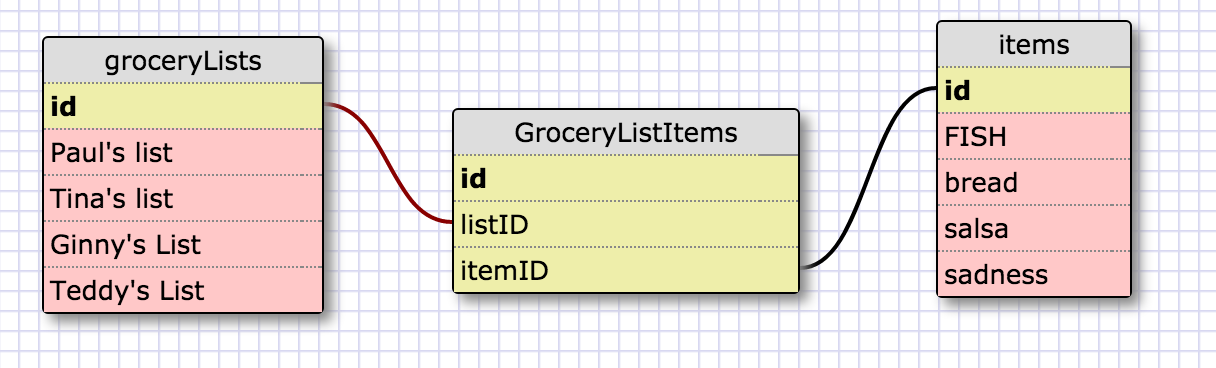 groceryLists
id
Paul's list
Tina's list
Ginny's List
Teddy's List
GroceryListItems
id
listID
itemID
items
id
FISH
bread
salsa
sadness